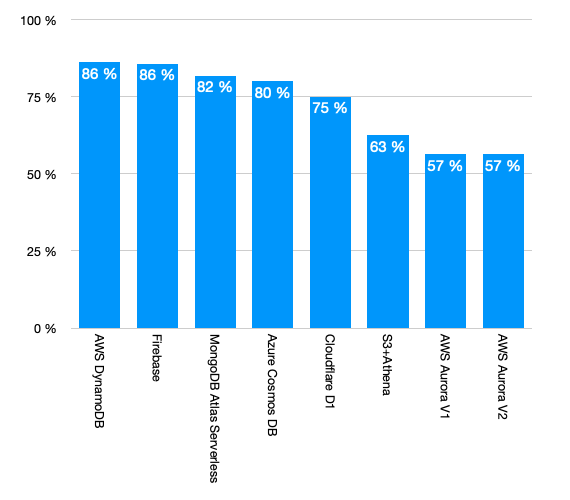 100 %
75 %
50 %
25 %
0 %
86 %
86 %
82 %
80 %
75 %
63 %
57 %
57 %
AWS DynamoDB
Firebase
MongoDB Atlas Serverless
Azure Cosmos DB
Cloudflare D1
S3+Athena
AWS Aurora V1
AWS Aurora V2